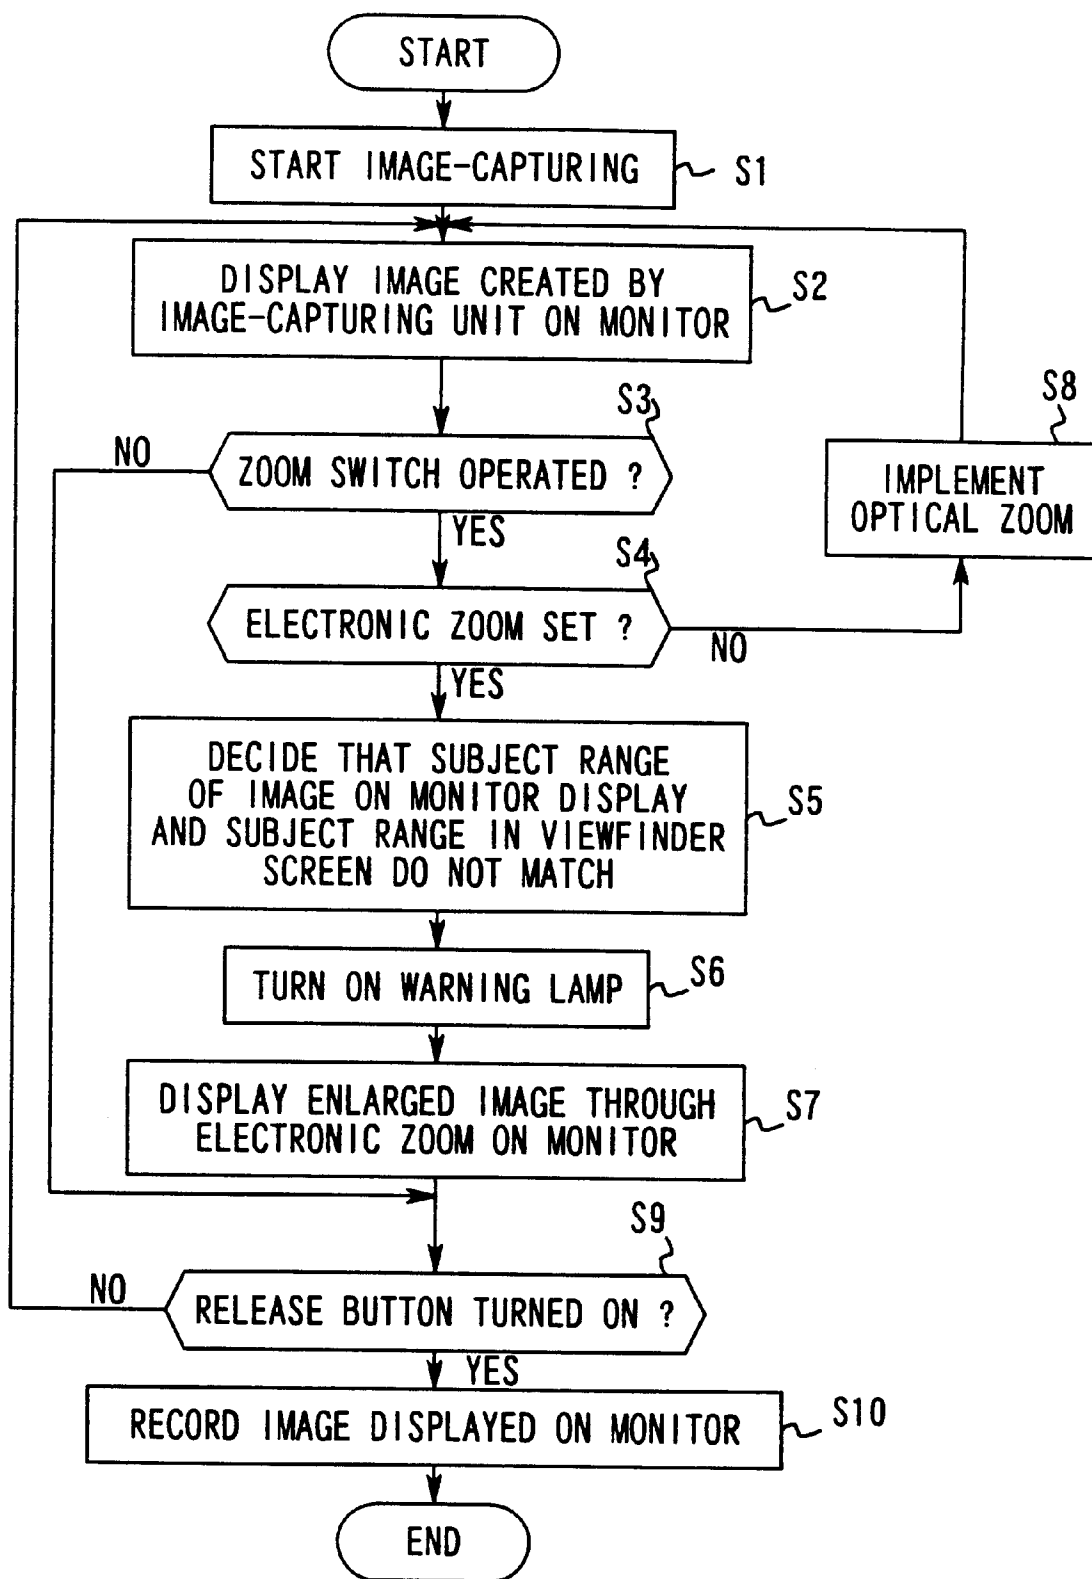 START
START IMAGE-CAPTURING
S1
DISPLAY IMAGE CREATED BY
IMAGE-CAPTURING UNIT ON MONITOR
S2
S3
NO
ZOOM SWITCH OPERATED ?
YES
S8
IMPLEMENT
OPTICAL ZOOM
S4
ELECTRONIC ZOOM SET ?
NO
YES
DECIDE THAT SUBJECT RANGE
OF IMAGE ON MONITOR DISPLAY
AND SUBJECT RANGE IN VIEWFINDER
SCREEN DO NOT MATCH
S5
TURN ON WARNING LAMP
S6
DISPLAY ENLARGED IMAGE THROUGH
ELECTRONIC ZOOM ON MONITOR
S7
S9
NO
RELEASE BUTTON TURNED ON ?
YES
RECORD IMAGE DISPLAYED ON MONITOR
S10
END